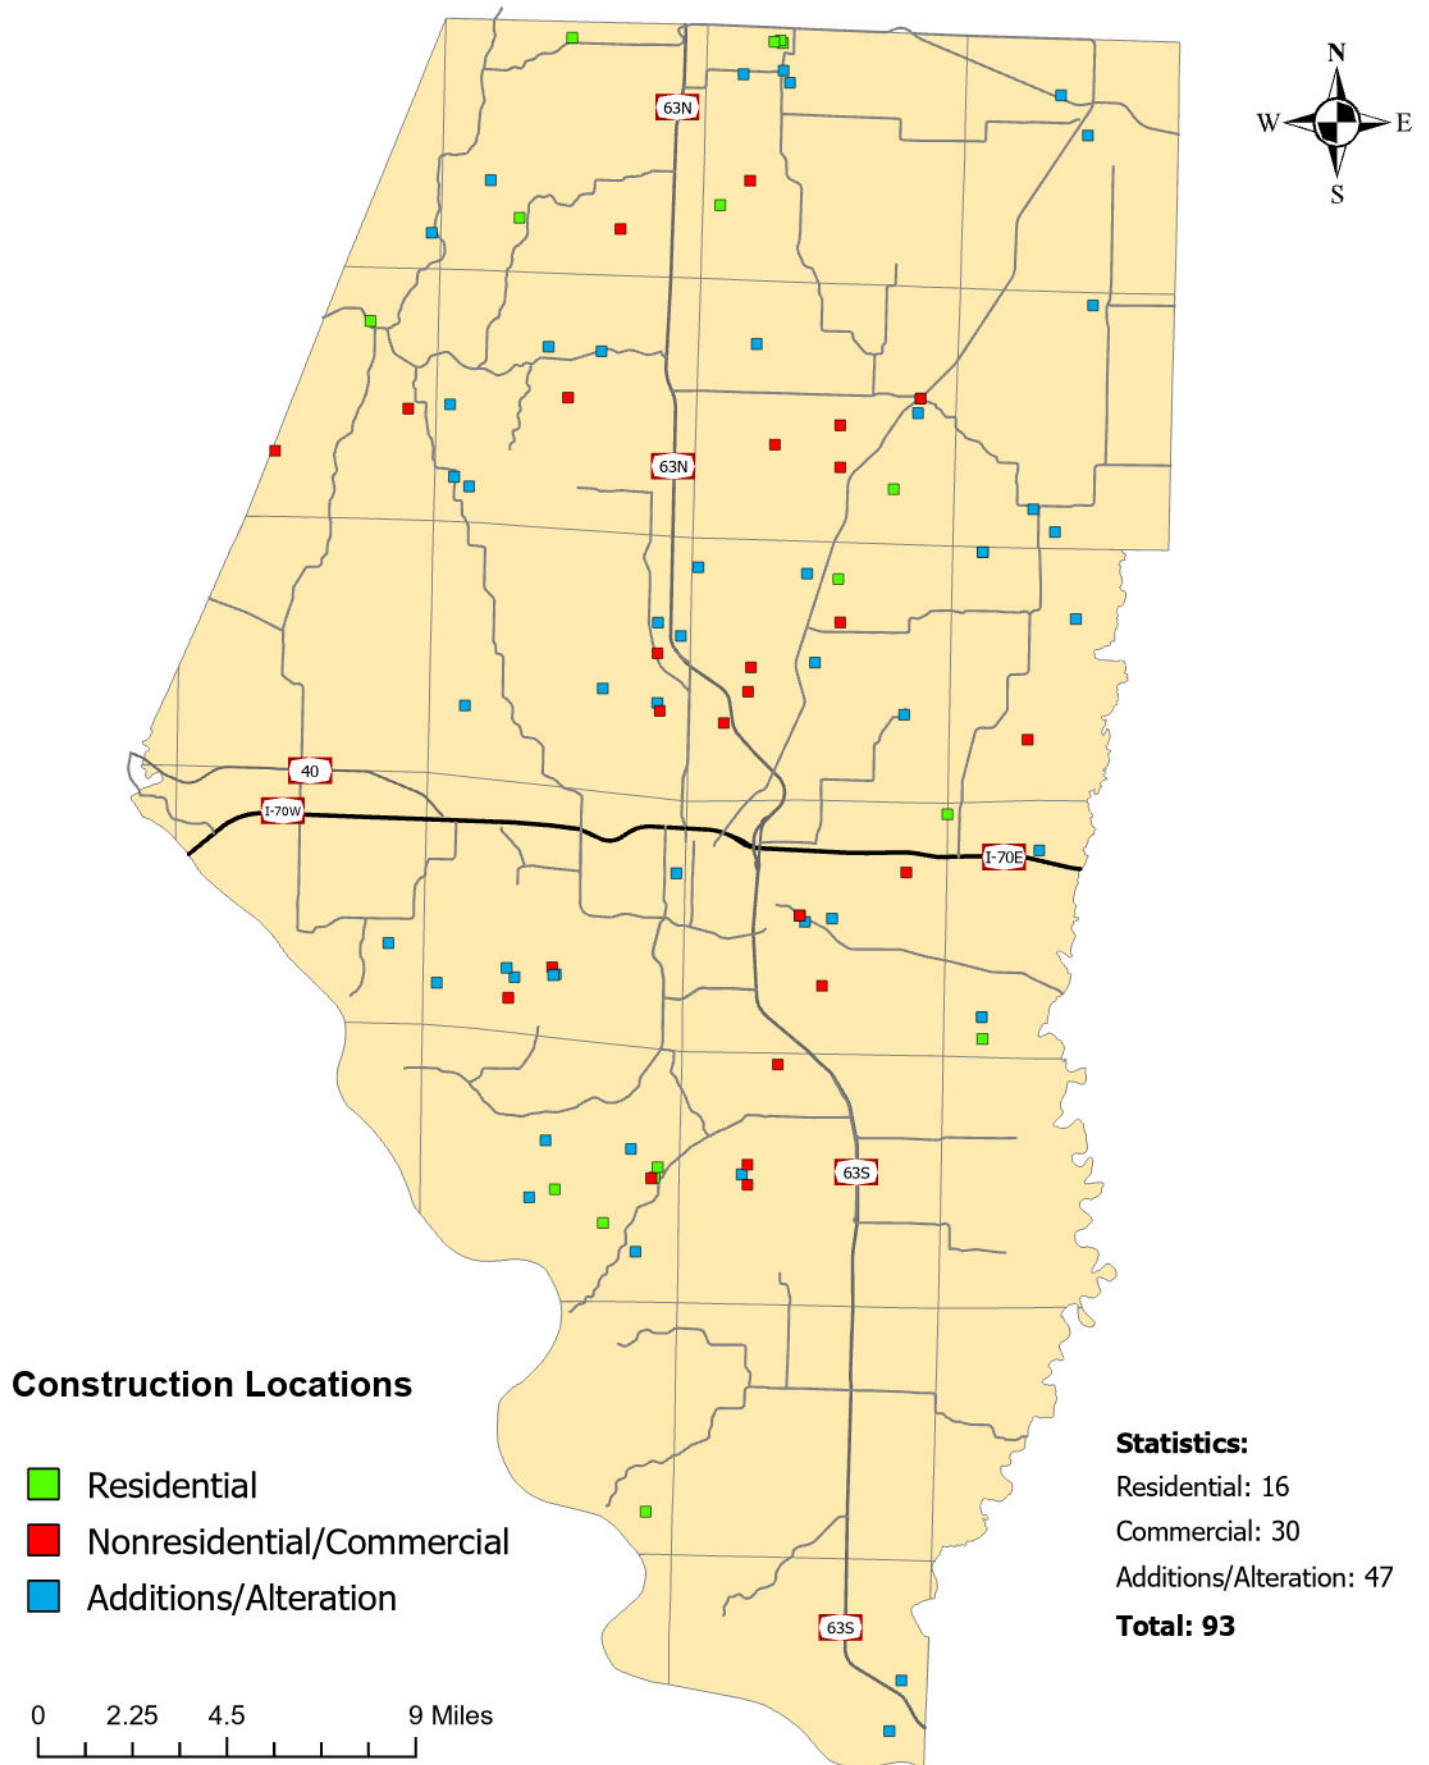 N
W E
S
63N
63N
40
I-70W
I-70E
63S
63S
Construction Locations
Residential
Nonresidential/Commercial
Additions/Alteration
0 2.25 4.5 9 Miles
Statistics:
Residential: 16
Commercial: 30
Additions/Alteration: 47
Total: 93